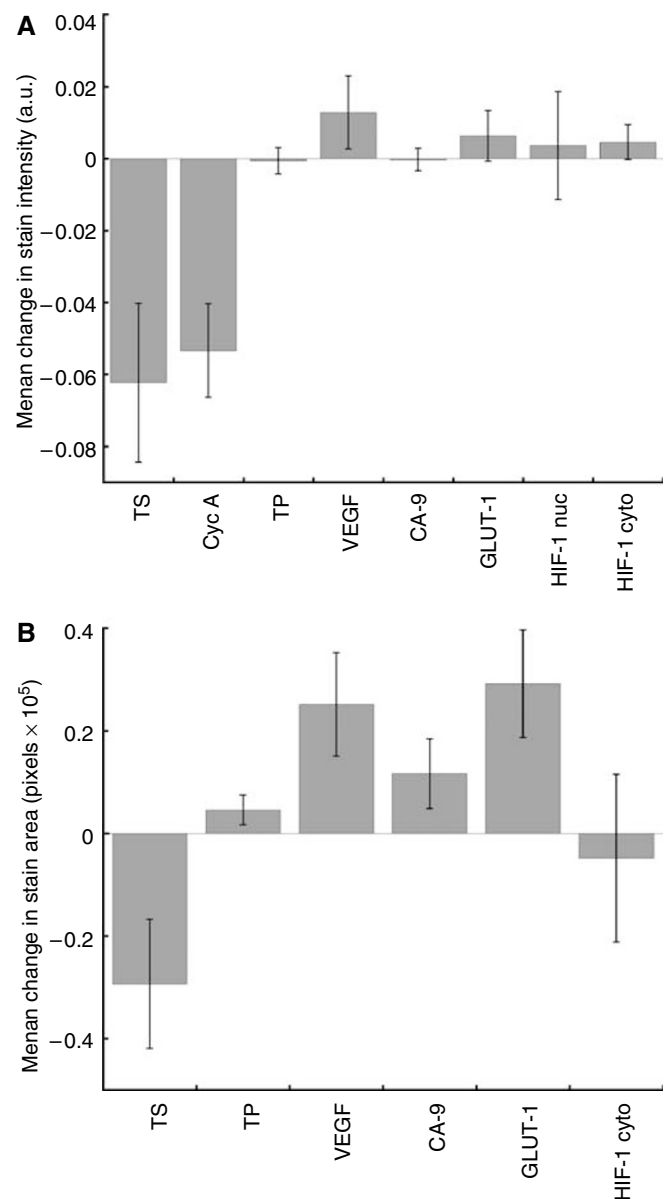 A
Menan change in stain intensity (a.u.)
0.04
0.02
0
−0.02
−0.04
−0.06
−0.08
TS
Cyc A
TP
VEGF
CA-9
GLUT-1
HIF-1 nuc
HIF-1 cyto
B
Menan change in stain area (pixels × 10⁵)
0.4
0.2
0
−0.2
−0.4
TS
TP
VEGF
CA-9
GLUT-1
HIF-1 cyto